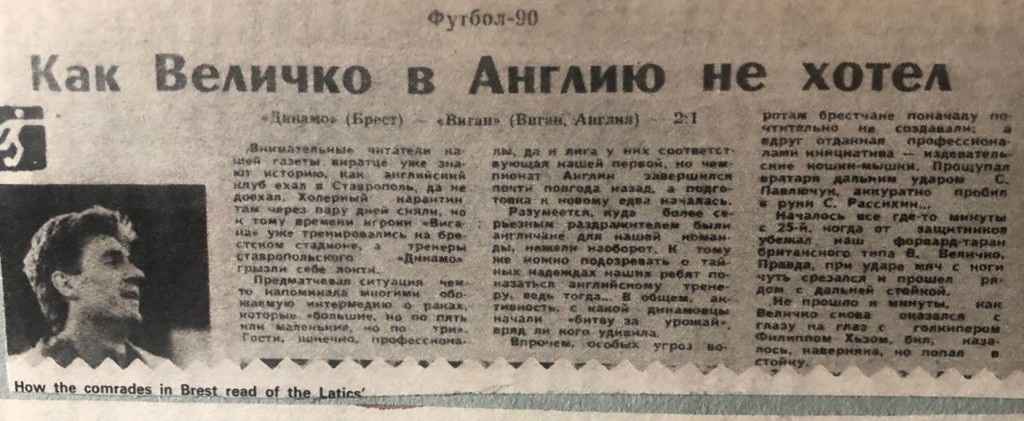 Футбол-90
Как Величко в Англию не хотел
«Динамо» (Брест) — «Виган» (Виган, Англия) — 2:1
Внимательные читатели на-
шей газеты вкратце уже зна-
ют историю, как английский
клуб ехал в Ставрополь, да не
доехал. Холерный карантин
там через пару дней сняли, но
к тому времени игроки «Вига-
на» уже тренировались на бре-
стском стадионе, а тренеры
ставропольского «Динамо»
грызли себе локти.
Предматчевая ситуация чем-
то напоминала многими обо-
жаемую интермедию о раках,
которые «большие, но по пять
или маленькие, но по три».
Гости, конечно, профессиона-
лы, да и лига у них соответст-
вующая нашей первой, но чем-
пионат Англии завершился
почти полгода назад, а подго-
товка к новому едва началась.
Разумеется, куда более се-
рьезным раздражителем были
англичане для нашей коман-
ды, нежели наоборот. К тому
же можно подозревать о тай-
ных надеждах наших ребят по-
казаться английскому трене-
ру, ведь тогда... В общем, ак-
тивность, с какой динамовцы
начали «битву за урожай»,
вряд ли кого удивила.
Впрочем, особых угроз во-
ротам брестчане поначалу по-
чтительно не создавали; а
вдруг отданная профессиона-
лами инициатива — издеватель-
ские кошки-мышки. Прощупал
вратаря дальним ударом С.
Павлючук, аккуратно пробил
в руки С. Рассихин...
Началось все где-то минуты
с 25-й, когда от защитников
убежал наш форвард-таран
британского типа В. Величко.
Правда, при ударе мяч с ноги
чуть срезался и прошел ря-
дом с дальней стойкой.
Не прошло и минуты, как
Величко снова оказался с
глазу на глаз с голкипером
Филиппом Хьзом, бил, каза-
лось, наверняка, но попал в
стойку.
How the comrades in Brest read of the Latics'